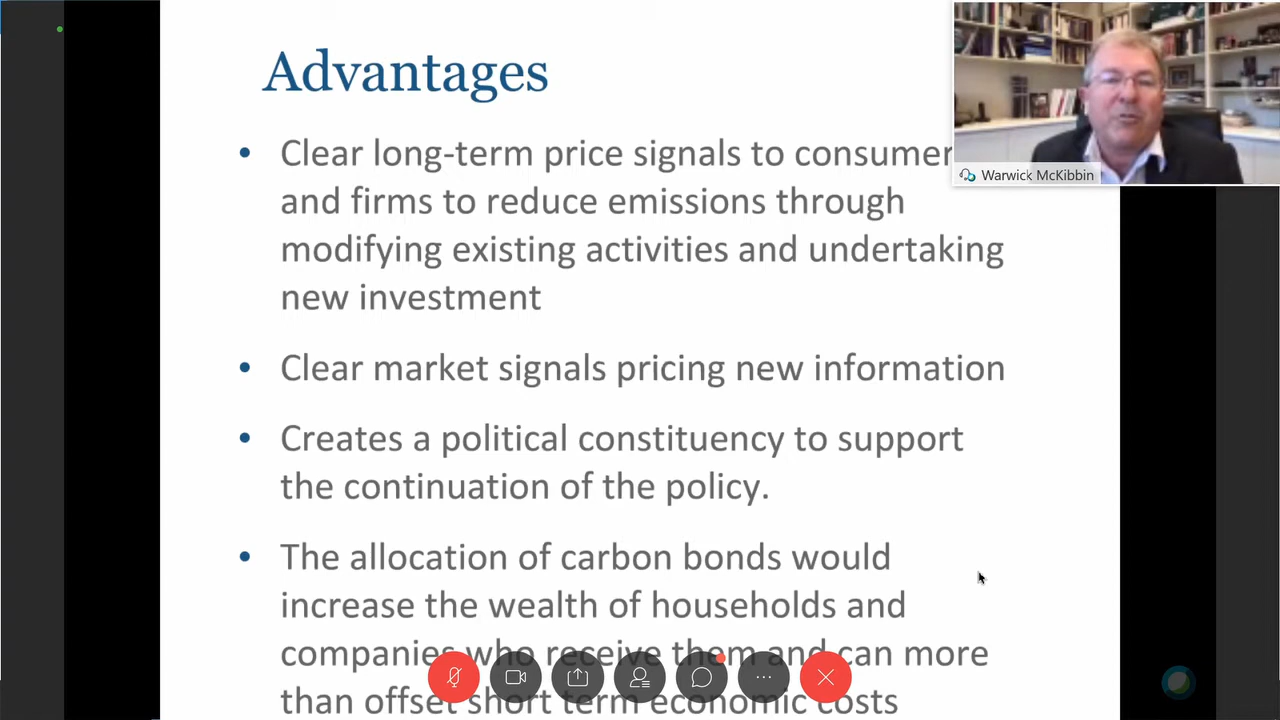 Advantages
• Clear long-term price signals to consumer
and firms to reduce emissions through
modifying existing activities and undertaking
new investment
• Clear market signals pricing new information
• Creates a political constituency to support
the continuation of the policy.
• The allocation of carbon bonds would
increase the wealth of households and
companies who receive them and can more
than offset short term economic costs
Warwick McKibbin